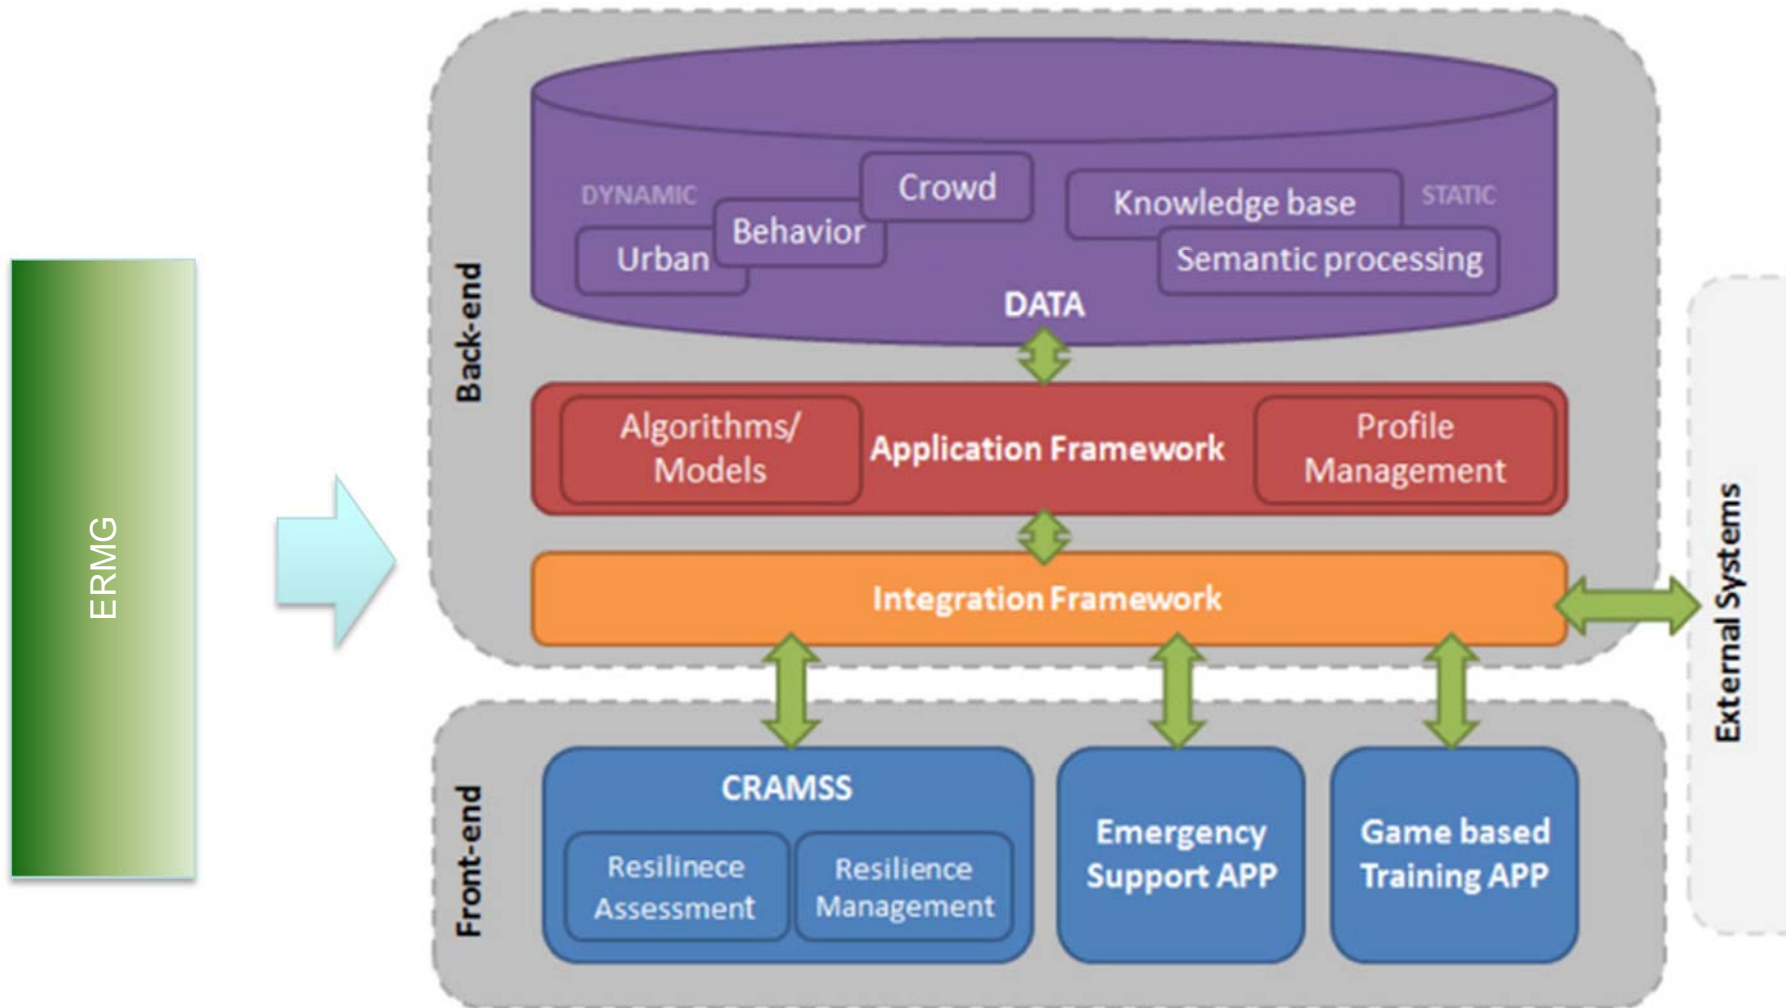 ERMG
Back-end
DYNAMIC
Urban
Behavior
Crowd
Knowledge base
STATIC
Semantic processing
DATA
Algorithms/
Models
Application Framework
Profile
Management
Integration Framework
External Systems
Front-end
CRAMSS
Resilinece
Assessment
Resilience
Management
Emergency
Support APP
Game based
Training APP